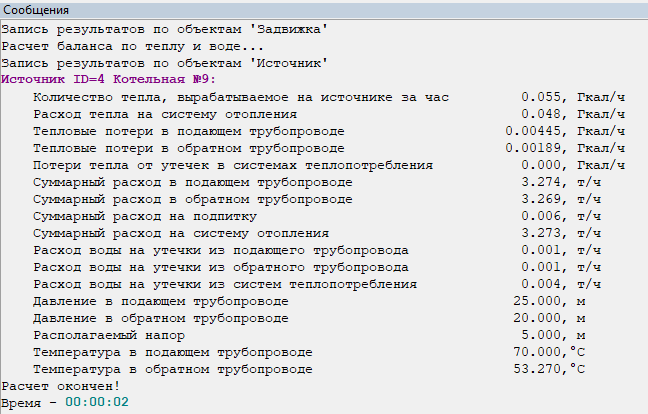 Сообщения
Запись результатов по объектам 'Задвижка'
Расчет баланса по теплу и воде...
Запись результатов по объектам 'Источник'
Источник ID=4 Котельная №9:
Количество тепла, вырабатываемое на источнике за час 0.055, Гкал/ч
Расход тепла на систему отопления 0.048, Гкал/ч
Тепловые потери в подающем трубопроводе 0.00445, Гкал/ч
Тепловые потери в обратном трубопроводе 0.00189, Гкал/ч
Потери тепла от утечек в системах теплопотребления 0.000, Гкал/ч
Суммарный расход в подающем трубопроводе 3.274, т/ч
Суммарный расход в обратном трубопроводе 3.269, т/ч
Суммарный расход на подпитку 0.006, т/ч
Суммарный расход на систему отопления 3.273, т/ч
Расход воды на утечки из подающего трубопровода 0.001, т/ч
Расход воды на утечки из обратного трубопровода 0.001, т/ч
Расход воды на утечки из систем теплопотребления 0.004, т/ч
Давление в подающем трубопроводе 25.000, м
Давление в обратном трубопроводе 20.000, м
Располагаемый напор 5.000, м
Температура в подающем трубопроводе 70.000,°C
Температура в обратном трубопроводе 53.270,°C
Расчет окончен!
Время - 00:00:02